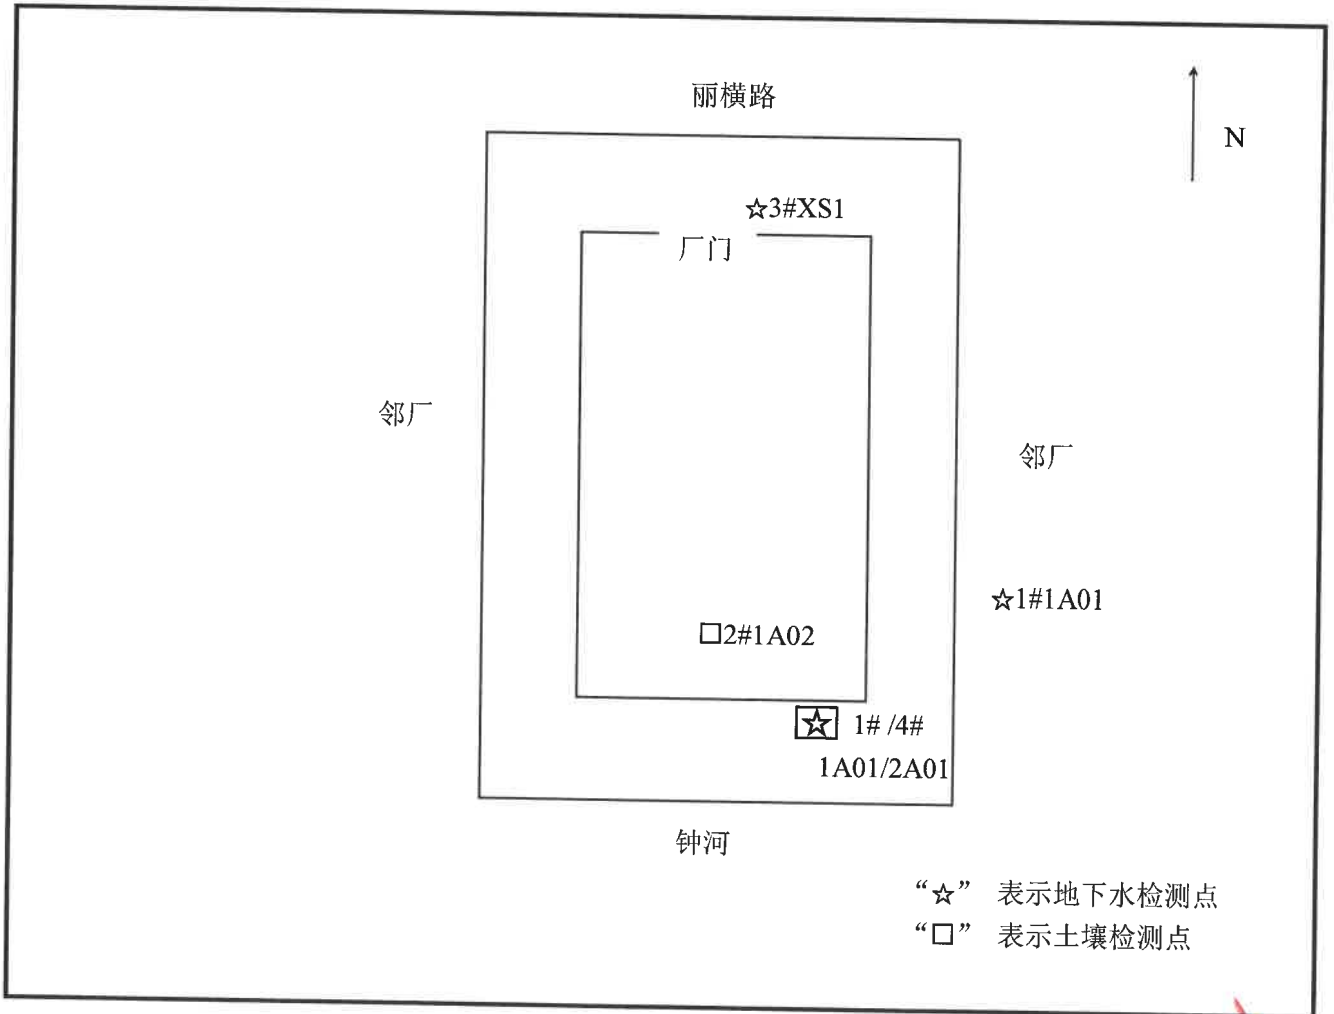 丽横路
N
☆3#XS1
厂门
邻厂
邻厂
☆1#1A01
□2#1A02
☆ 1# /4#
1A01/2A01
钟河
“☆” 表示地下水检测点
“□” 表示土壤检测点